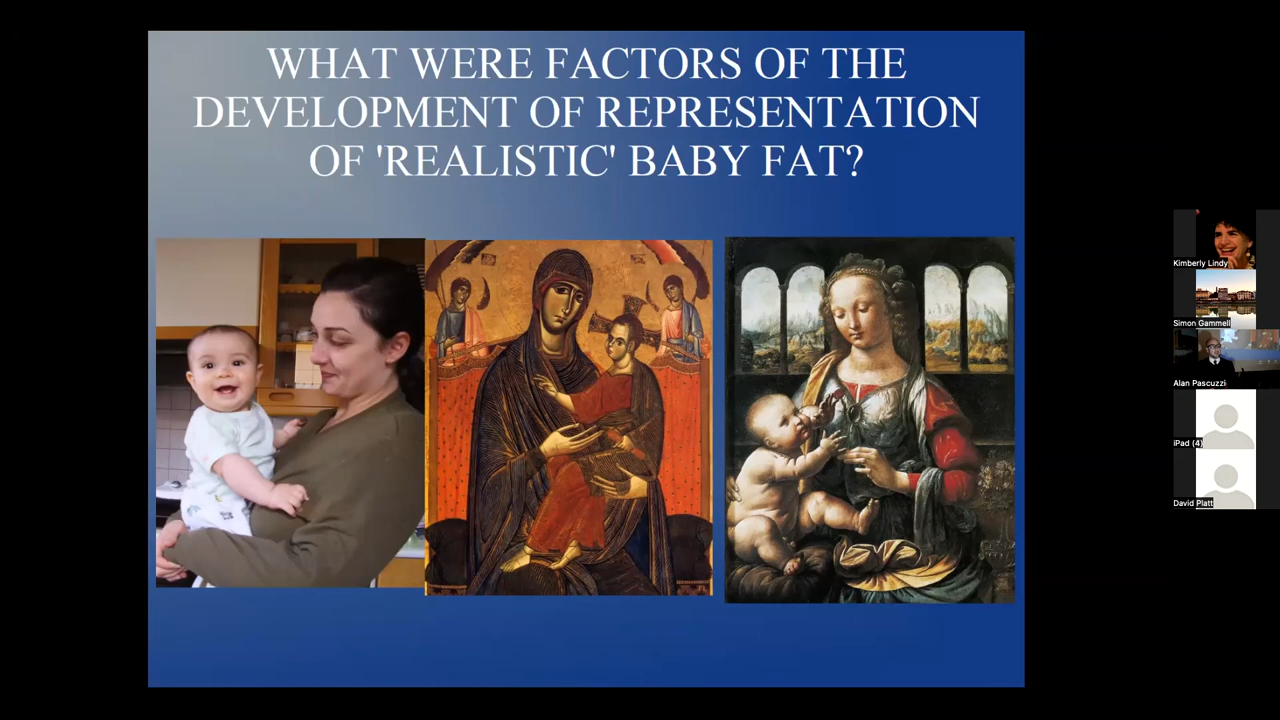 WHAT WERE FACTORS OF THE
DEVELOPMENT OF REPRESENTATION
OF 'REALISTIC' BABY FAT?
Kimberly Lindy
Simon Gammell
Alan Pascuzzi
iPad (4)
David Platt